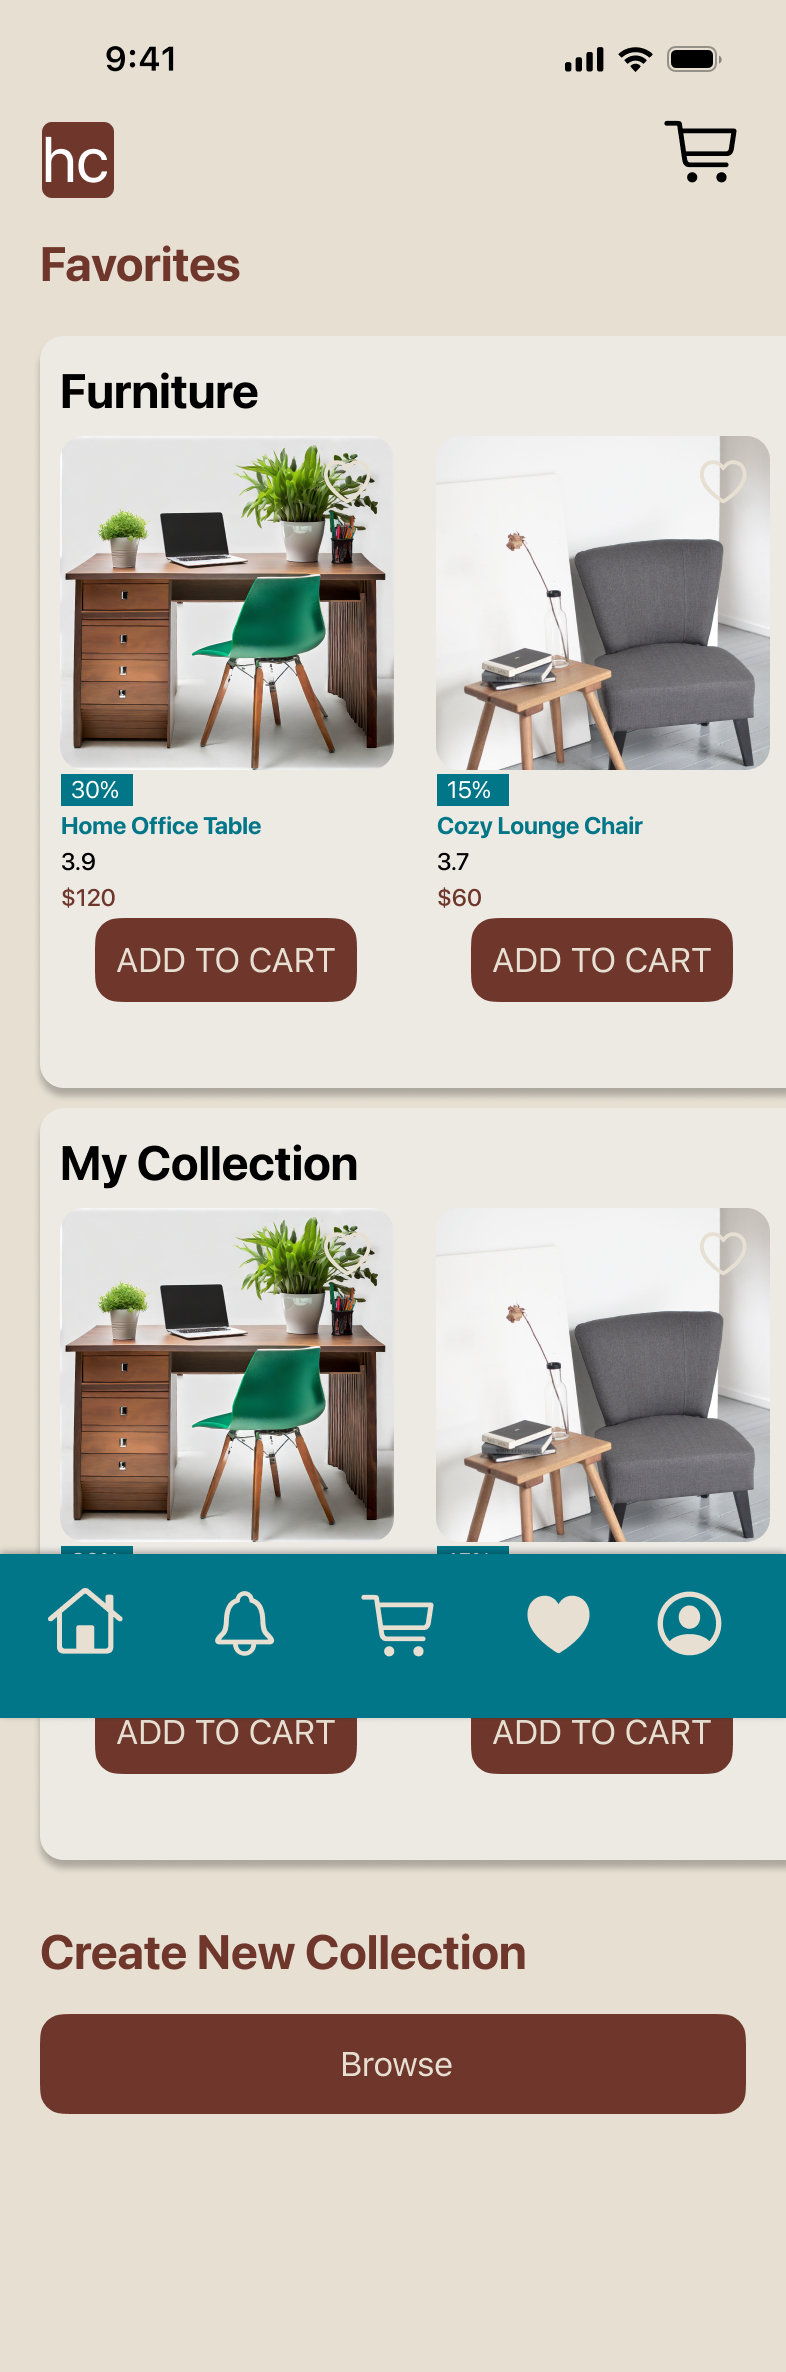 9:41
hc
Favorites
Furniture
30%
15%
Home Office Table
Cozy Lounge Chair
3.9
3.7
$120
$60
ADD TO CART
ADD TO CART
My Collection
ADD TO CART
ADD TO CART
Create New Collection
Browse